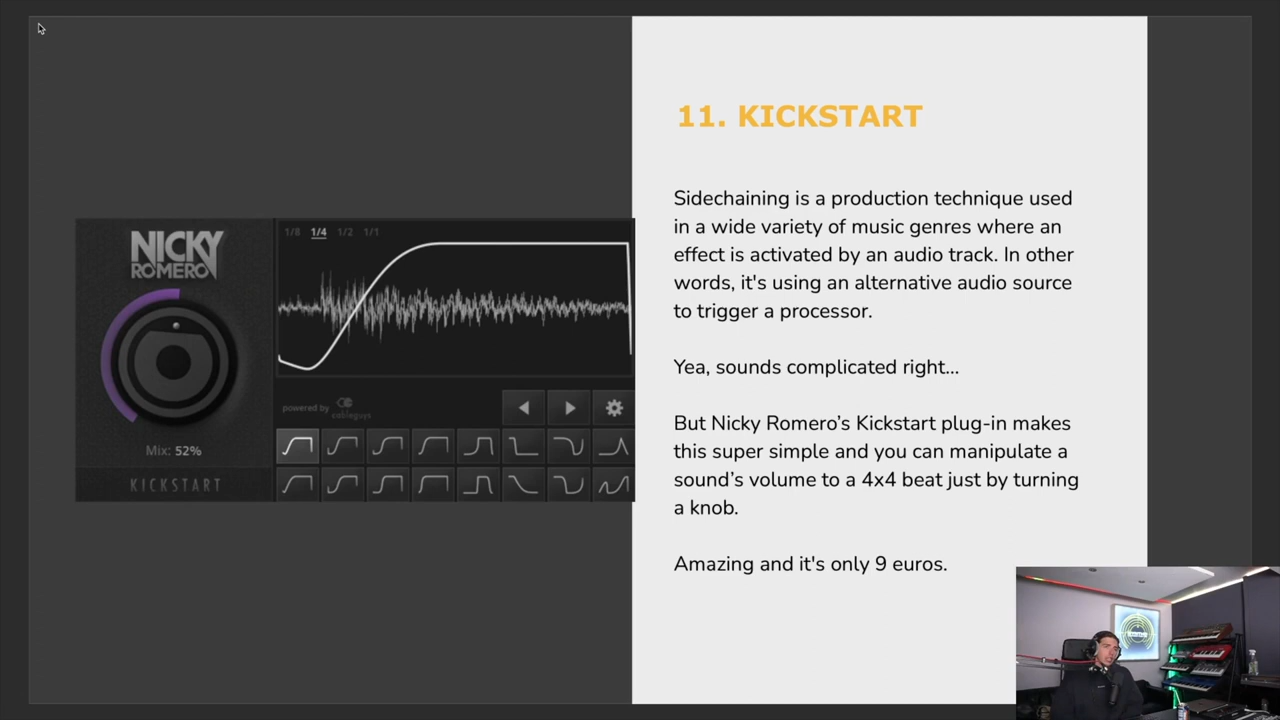 11. KICKSTART
NICKY
ROMERO
1/8 1/4 1/2 1/1
powered by cableguys
Mix: 52%
KICKSTART
Sidechaining is a production technique used
in a wide variety of music genres where an
effect is activated by an audio track. In other
words, it's using an alternative audio source
to trigger a processor.
Yea, sounds complicated right...
But Nicky Romero’s Kickstart plug-in makes
this super simple and you can manipulate a
sound’s volume to a 4x4 beat just by turning
a knob.
Amazing and it's only 9 euros.